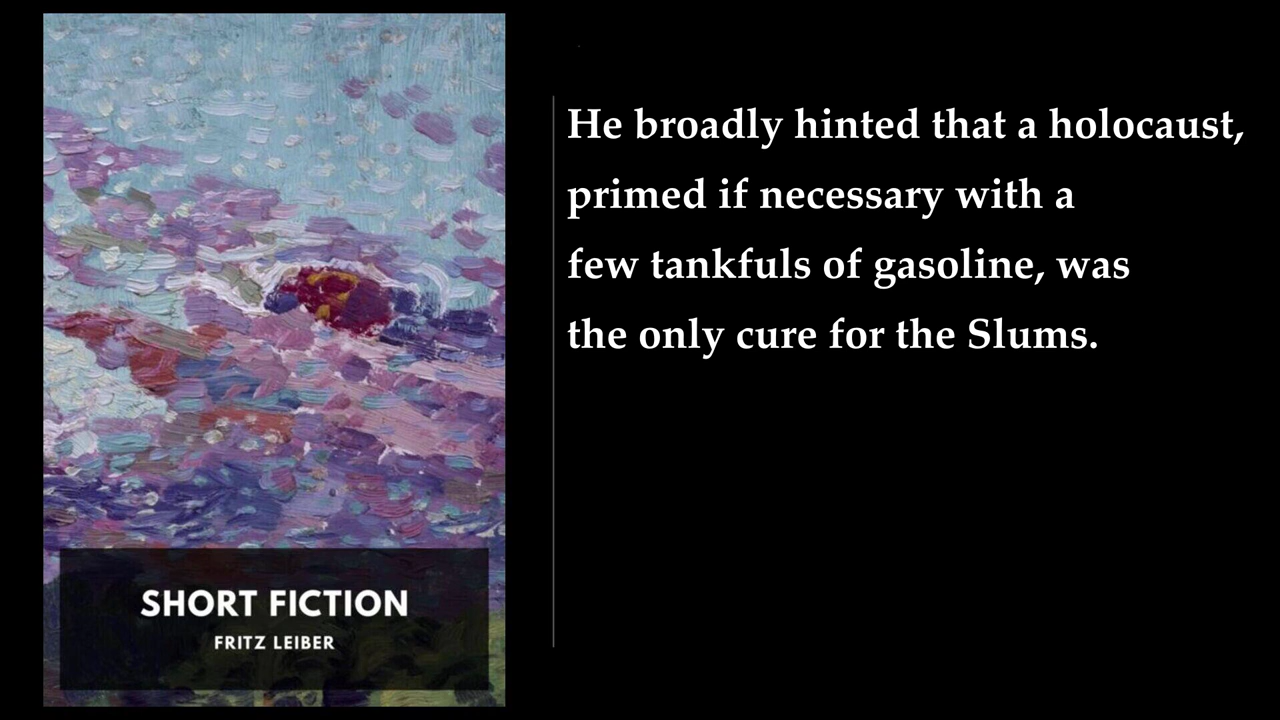 He broadly hinted that a holocaust,
primed if necessary with a
few tankfuls of gasoline, was
the only cure for the Slums.
SHORT FICTION
FRITZ LEIBER